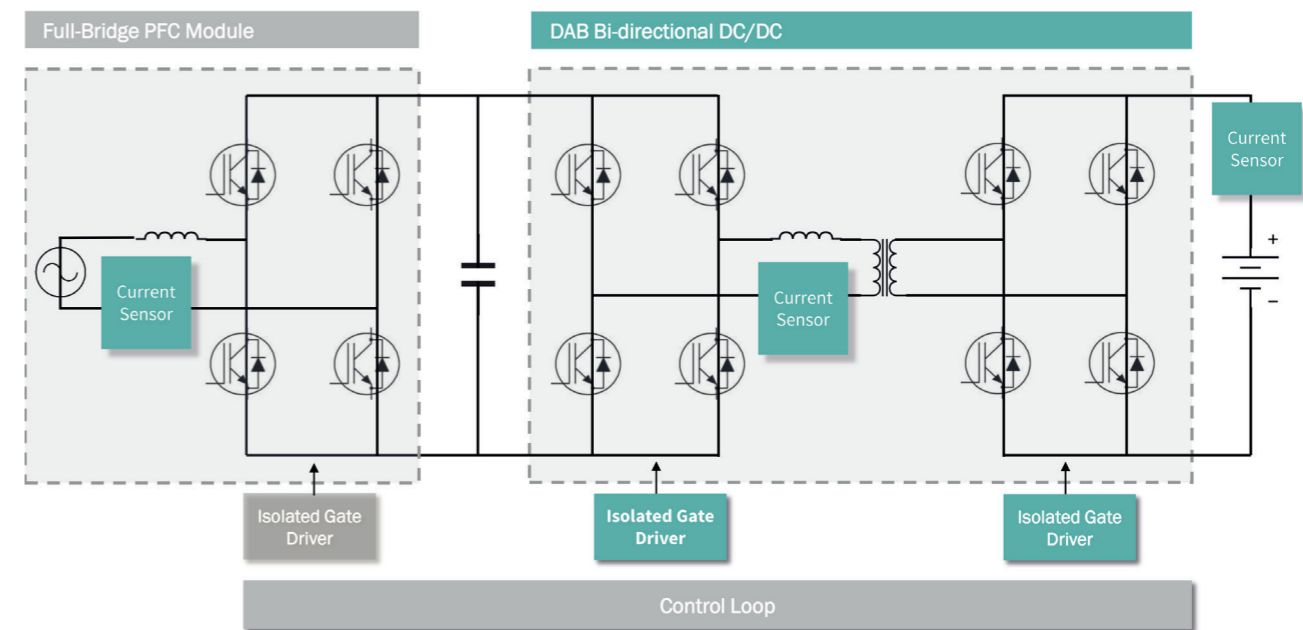 Full-Bridge PFC Module
DAB Bi-directional DC/DC
Current
Sensor
Current
Sensor
Current
Sensor
+
−
Isolated Gate
Driver
Isolated Gate
Driver
Isolated Gate
Driver
Control Loop